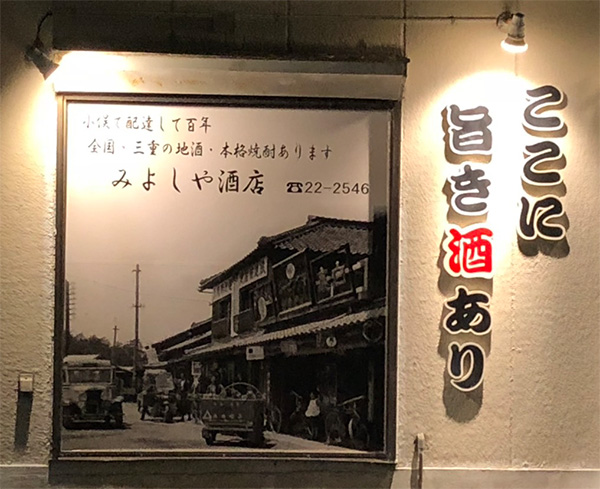 小俣で配達して百年
全国・三重の地酒・本格焼酎あります
みよしや酒店 ☎22-2546
ここに
旨き酒あり